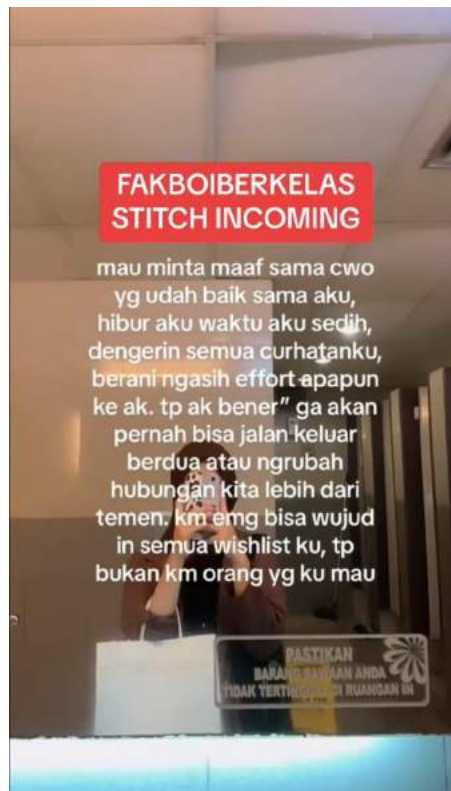 FAKBOIBERKELAS
STITCH INCOMING
mau minta maaf sama cwo
yg udah baik sama aku,
hibur aku waktu aku sedih,
dengerin semua curhatanku,
berani ngasih effort apapun
ke ak. tp ak bener” ga akan
pernah bisa jalan keluar
berdua atau ngrubah
hubungan kita lebih dari
temen. km emg bisa wujud
in semua wishlist ku, tp
bukan km orang yg ku mau
PASTIKAN
BARANG BAWAAN ANDA
TIDAK TERTINGGAL DI RUANGAN IN